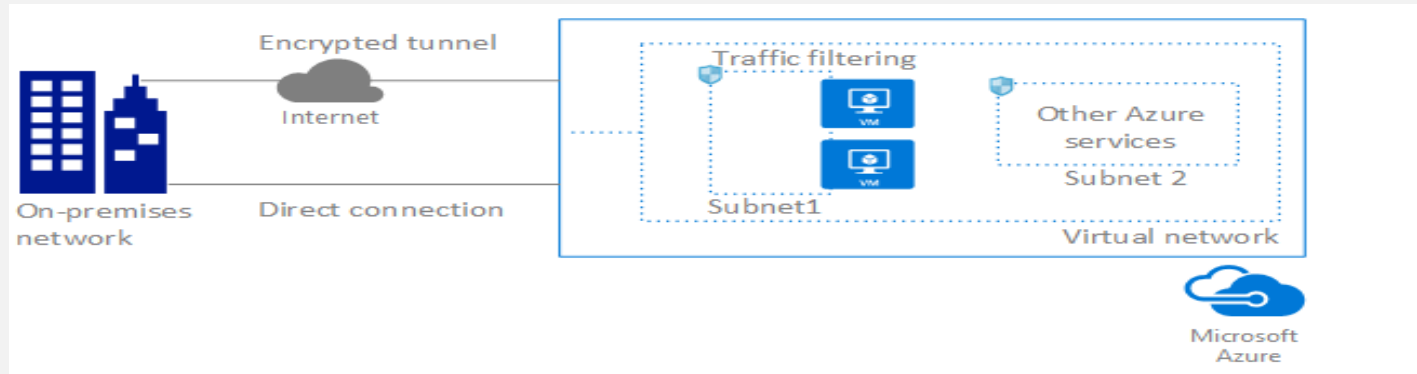 Encrypted tunnel
Internet
On-premises
network
Direct connection
Traffic filtering
VM
VM
Subnet1
Other Azure
services
Subnet 2
Virtual network
Microsoft
Azure